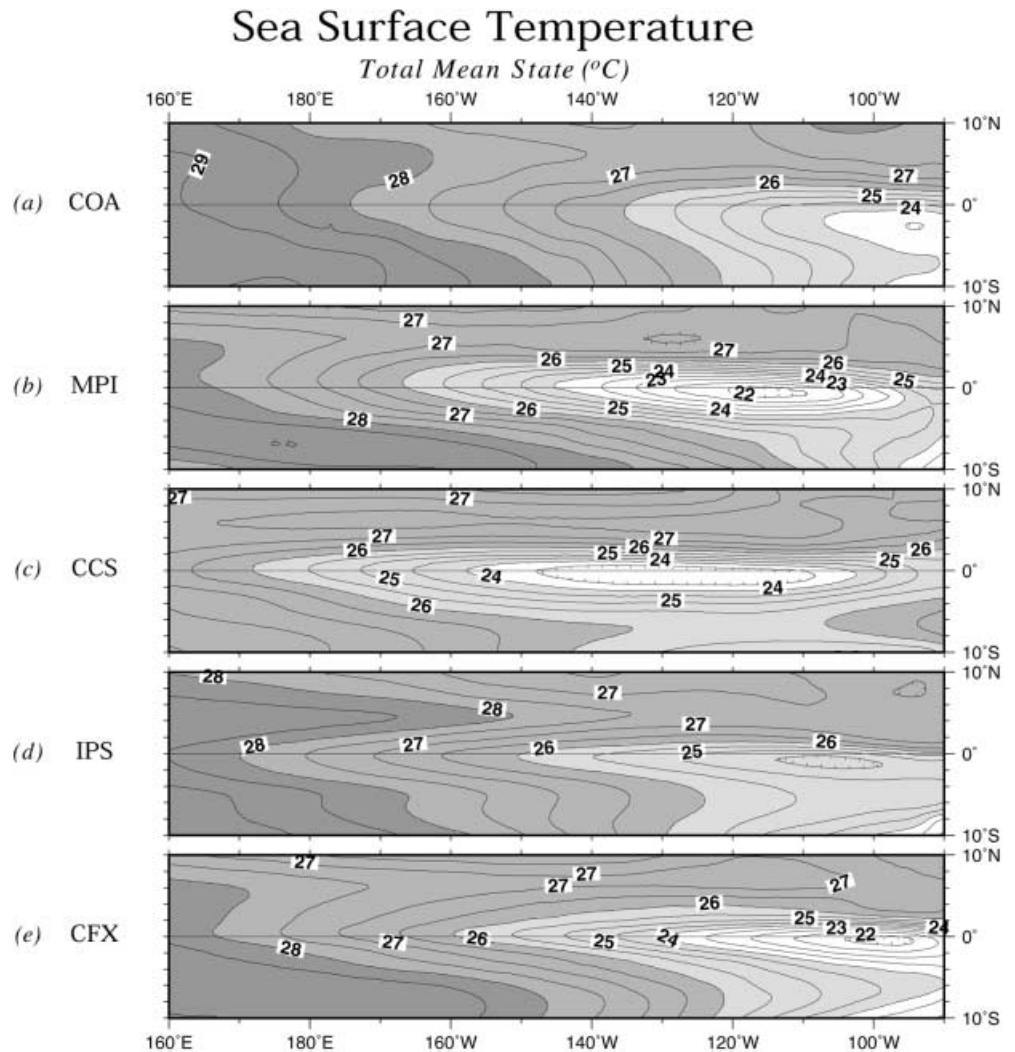 Sea Surface Temperature
Total Mean State (°C)
160°E 180°E 160°W 140°W 120°W 100°W
(a) COA
29 28 27 26 27 25 24
10°N
0°
10°S
(b) MPI
27 27 26 25 24 23 27 26 24 23 25 22 28 27 26 25 24
10°N
0°
10°S
(c) CCS
27 27 27 26 25 26 27 24 25 26 25 24 24 26 25
10°N
0°
10°S
(d) IPS
28 28 27 27 28 27 26 25 26
10°N
0°
10°S
(e) CFX
27 27 27 27 26 25 23 22 24 28 27 26 25 24
10°N
0°
10°S
160°E 180°E 160°W 140°W 120°W 100°W